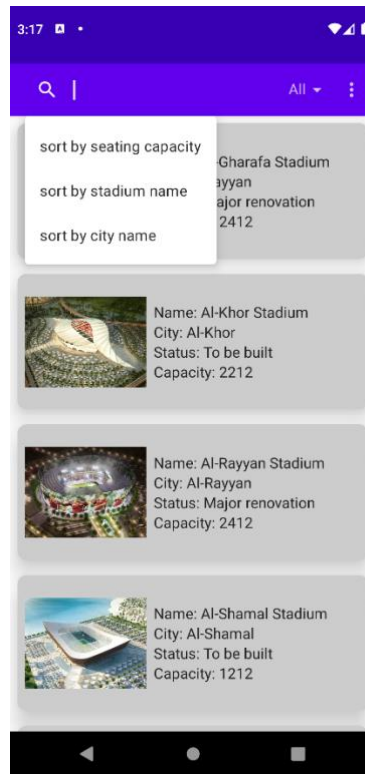 3:17
All
sort by seating capacity
sort by stadium name
sort by city name
-Gharafa Stadium
ayyan
ajor renovation
2412
Name: Al-Khor Stadium
City: Al-Khor
Status: To be built
Capacity: 2212
Name: Al-Rayyan Stadium
City: Al-Rayyan
Status: Major renovation
Capacity: 2412
Name: Al-Shamal Stadium
City: Al-Shamal
Status: To be built
Capacity: 1212